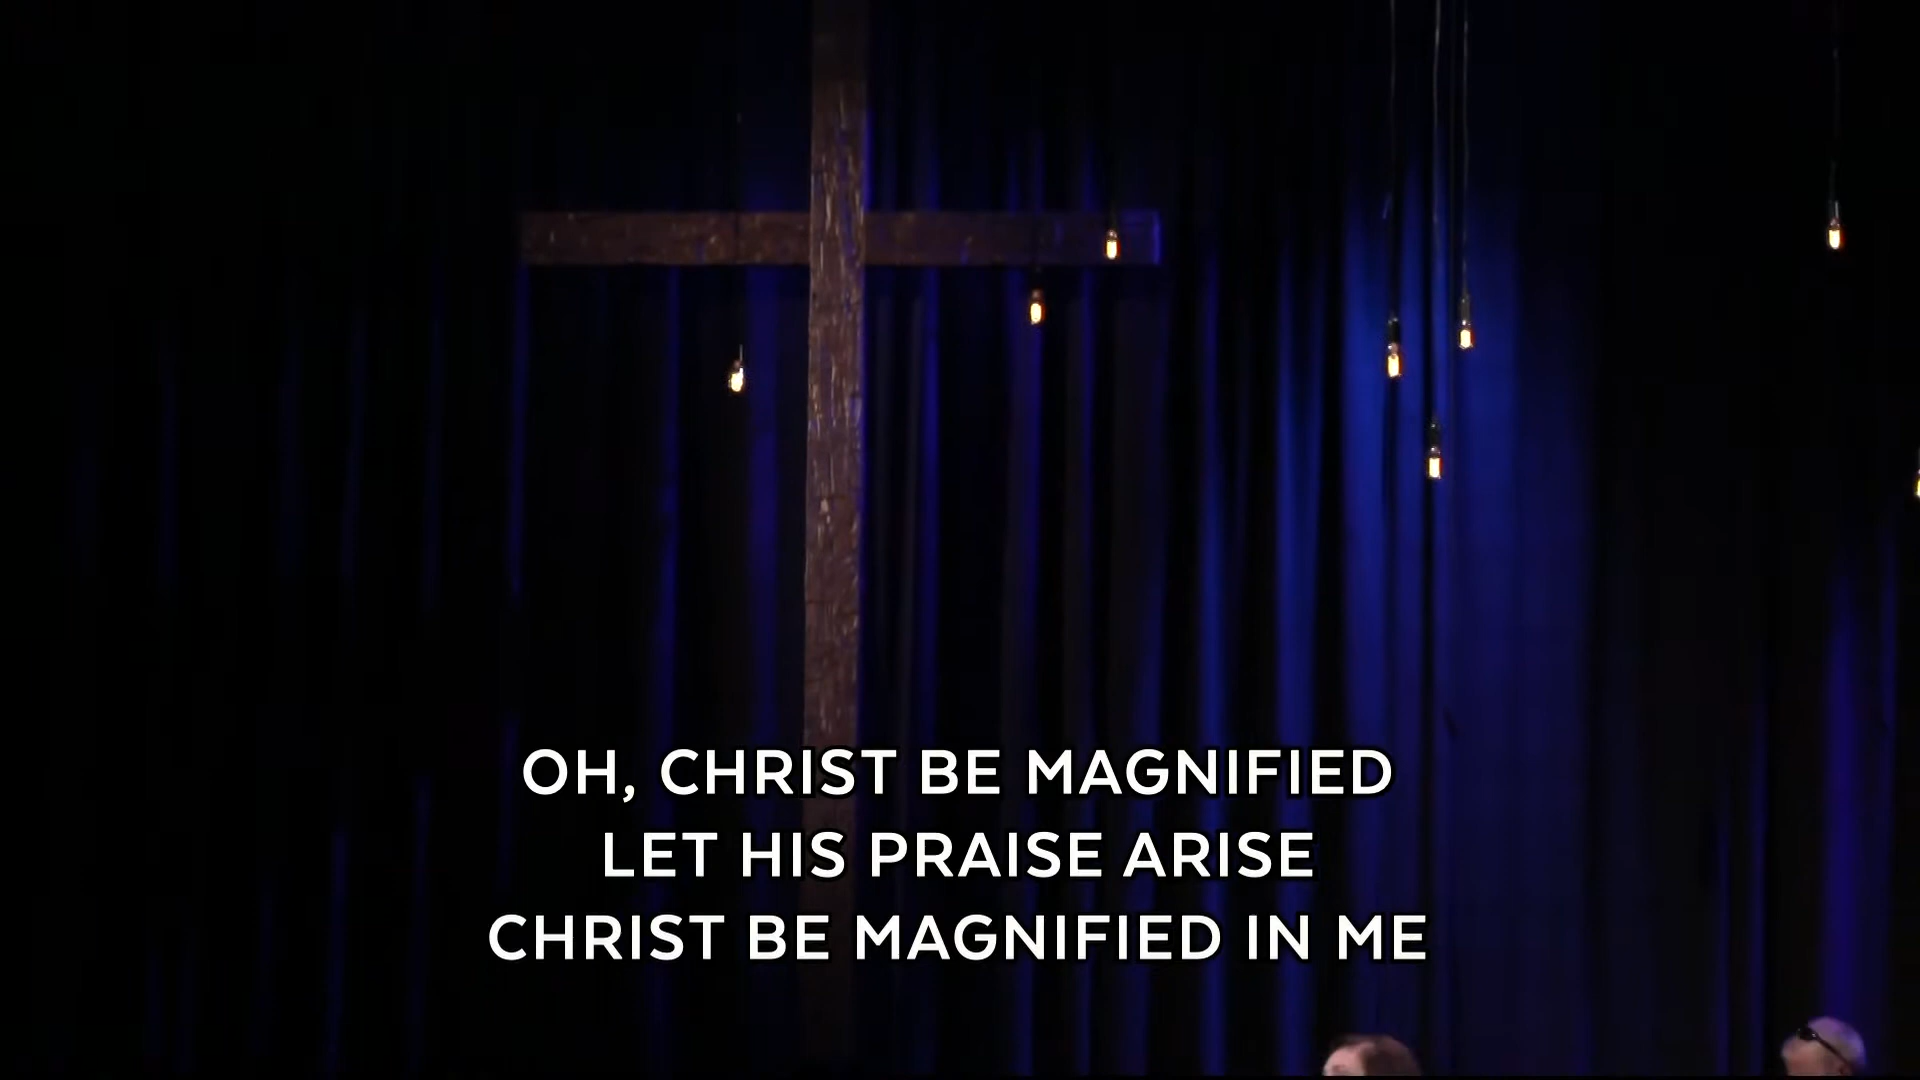 OH, CHRIST BE MAGNIFIED
LET HIS PRAISE ARISE
CHRIST BE MAGNIFIED IN ME